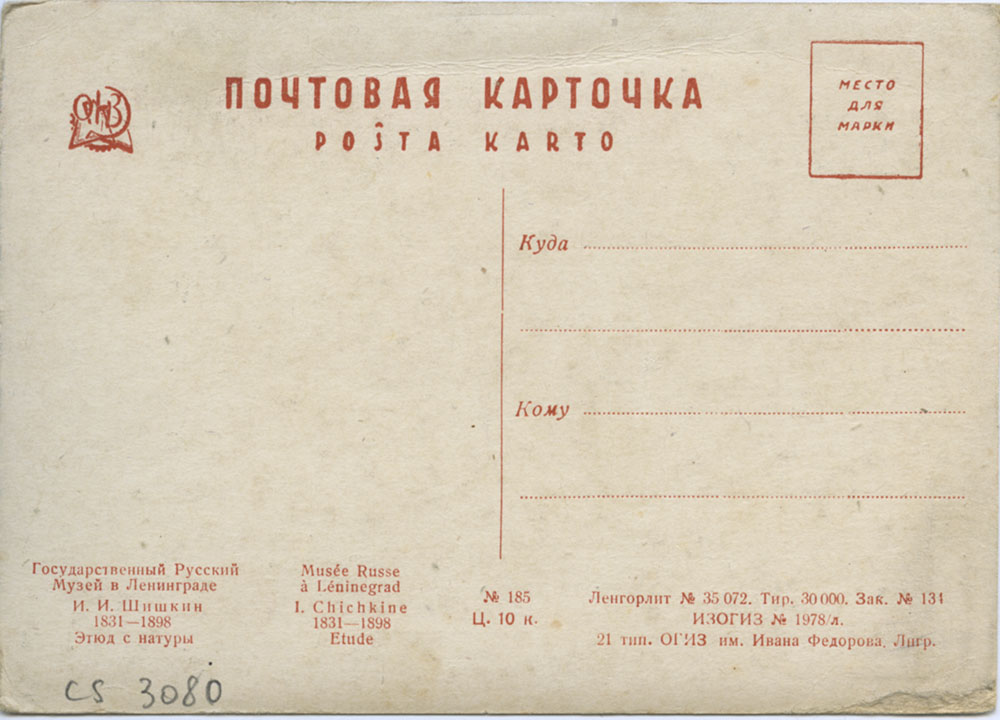 ПОЧТОВАЯ КАРТОЧКА
POŜTA KARTO
МЕСТО
ДЛЯ
МАРКИ
Куда
Кому
Государственный Русский
Музей в Ленинграде
И. И. Шишкин
1831—1898
Этюд с натуры
Musée Russe
à Léninegrad
I. Chichkine
1831—1898
Etude
№ 185
Ц. 10 к.
Ленгорлит № 35 072. Тир. 30 000. Зак. № 131
ИЗОГИЗ № 1978/л.
21 тип. ОГИЗ им. Ивана Федорова, Лнгр.
CS 3080